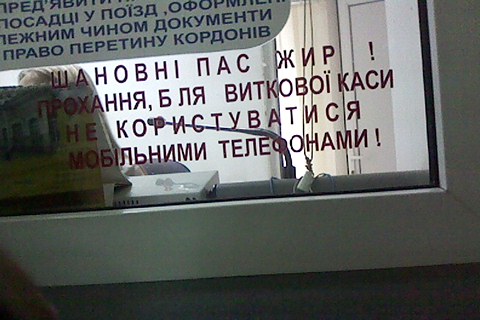 ПРЕД'ЯВИТИ
ПОСАДЦІ У ПОЇЗД ,ОФОРМЛЕНІ
ЛЕЖНИМ ЧИНОМ ДОКУМЕНТИ
ПРАВО ПЕРЕТИНУ КОРДОНІВ
ШАНОВНІ ПАС ЖИР !
ПРОХАННЯ, Б ЛЯ ВИТКОВОЇ КАСИ
НЕ КОРИСТУВАТИСЯ
МОБІЛЬНИМИ ТЕЛЕФОНАМИ !